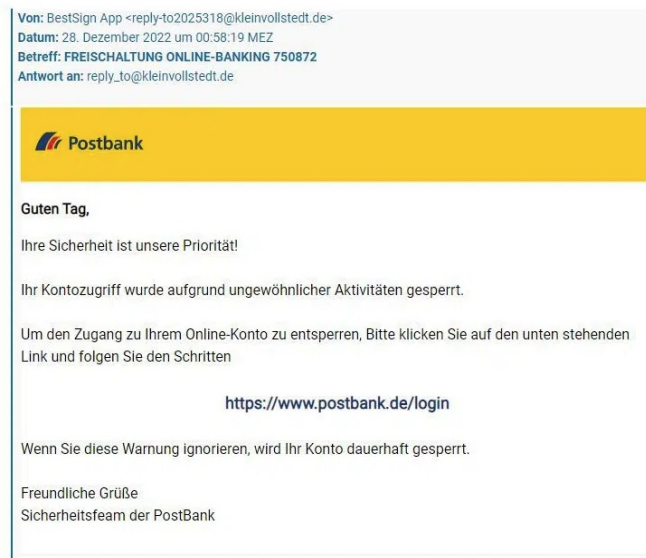 Von: BestSign App <reply-to2025318@kleinvollstedt.de>
Datum: 28. Dezember 2022 um 00:58:19 MEZ
Betreff: FREISCHALTUNG ONLINE-BANKING 750872
Antwort an: reply_to@kleinvollstedt.de
Postbank
Guten Tag,
Ihre Sicherheit ist unsere Priorität!
Ihr Kontozugriff wurde aufgrund ungewöhnlicher Aktivitäten gesperrt.
Um den Zugang zu Ihrem Online-Konto zu entsperren, Bitte klicken Sie auf den unten stehenden
Link und folgen Sie den Schritten
https://www.postbank.de/login
Wenn Sie diese Warnung ignorieren, wird Ihr Konto dauerhaft gesperrt.
Freundliche Grüße
Sicherheitsfeam der PostBank